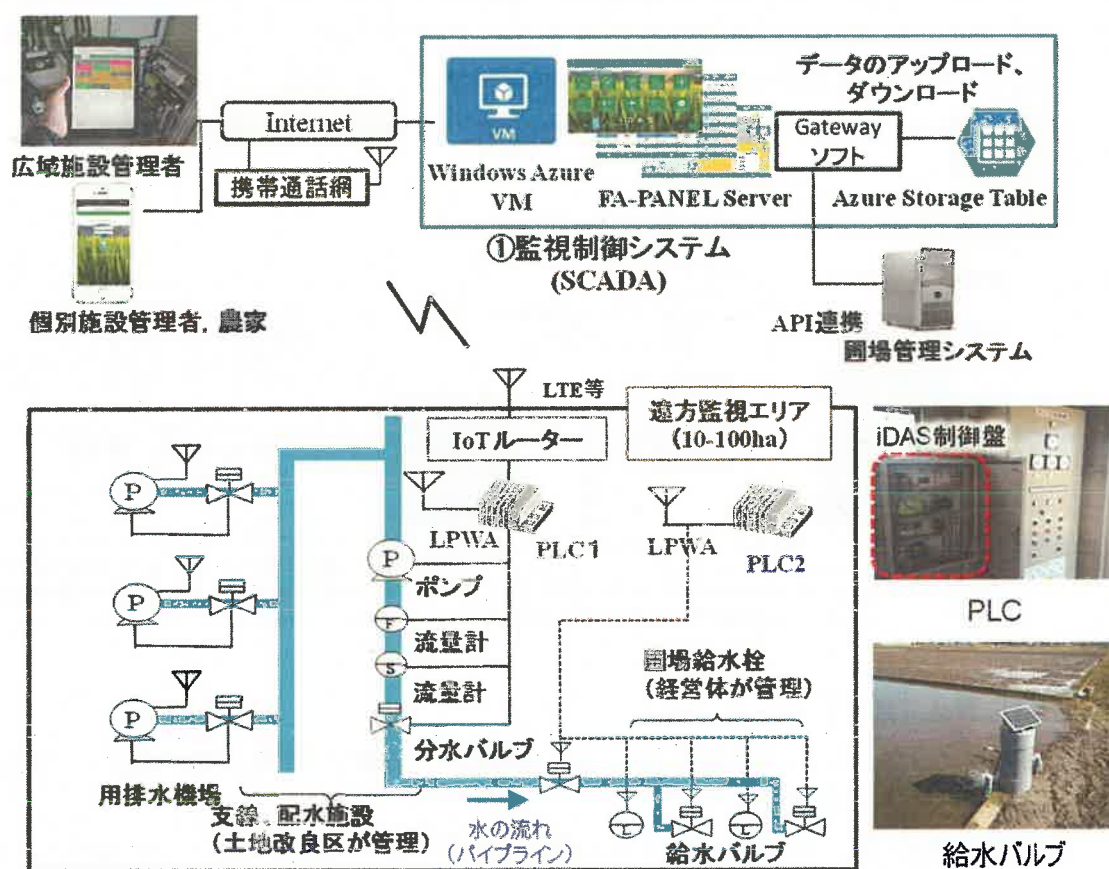 データのアップロード、
ダウンロード
Internet
VM
Gateway
ソフト
広域施設管理者
携帯通話網
Windows Azure
VM
FA-PANEL Server
Azure Storage Table
①監視制御システム
(SCADA)
個別施設管理者, 農家
API連携
圃場管理システム
LTE等
IoTルーター
遠方監視エリア
(10-100ha)
iDAS制御盤
P
LPWA
PLC1
LPWA
PLC2
P
ポンプ
PLC
P
F
流量計
圃場給水栓
(経営体が管理)
S
流量計
P
分水バルブ
用排水機場
支線、配水施設
(土地改良区が管理)
水の流れ
(パイプライン)
L
L
給水バルブ
給水バルブ